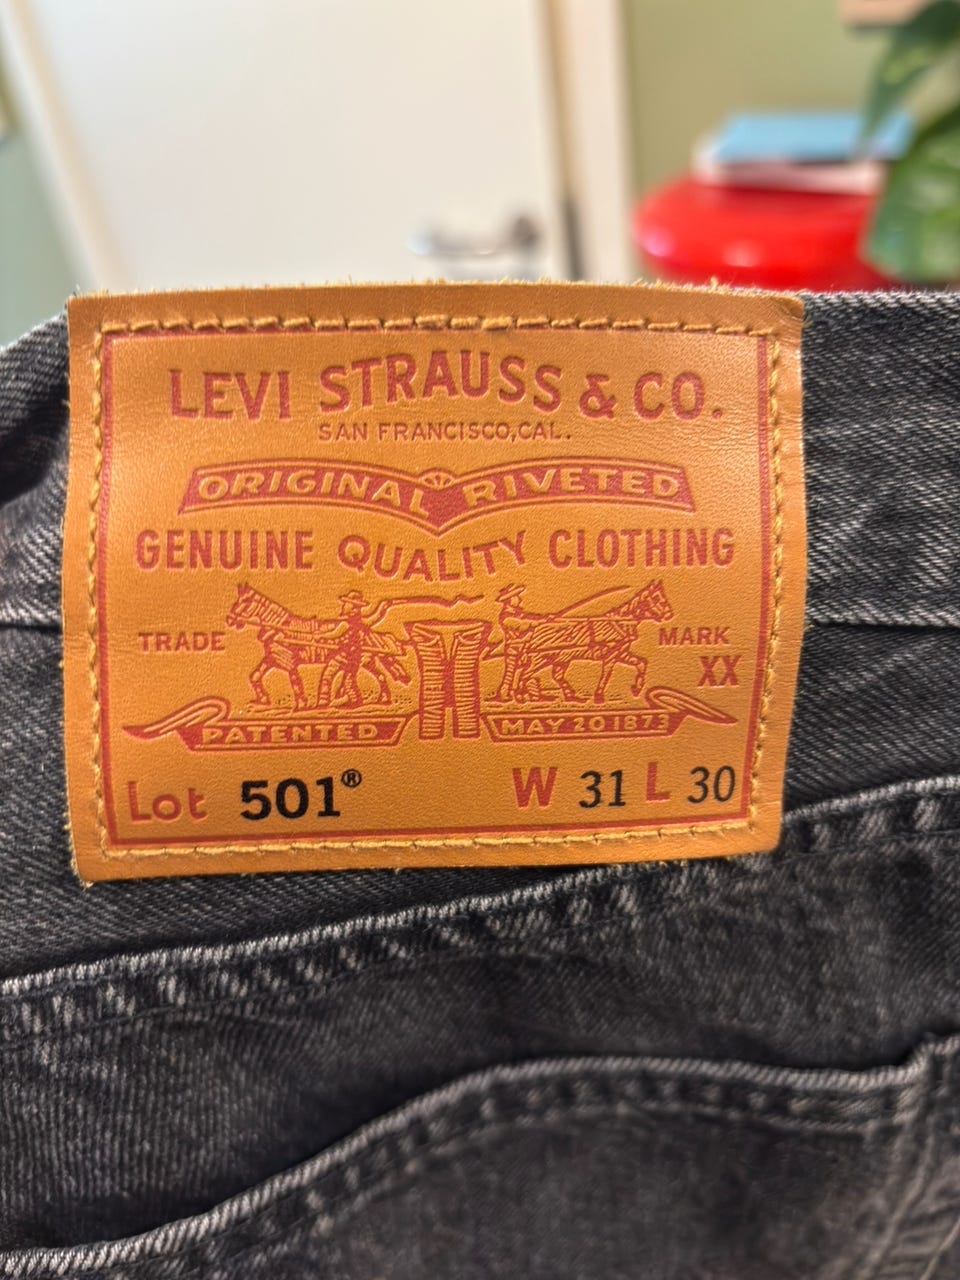 LEVI STRAUSS & CO.
SAN FRANCISCO, CAL.
ORIGINAL RIVETED
GENUINE QUALITY CLOTHING
TRADE MARK
XX
PATENTED MAY 20 1873
Lot 501® W 31 L 30